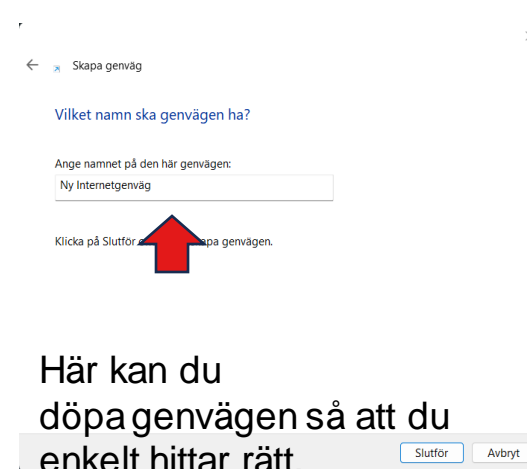 Skapa genväg
Vilket namn ska genvägen ha?
Ange namnet på den här genvägen:
Ny Internetgenväg
Klicka på Slutför genvägen.
Här kan du
döpa genvägen så att du
enkelt hittar rätt
Slutför Avbryt